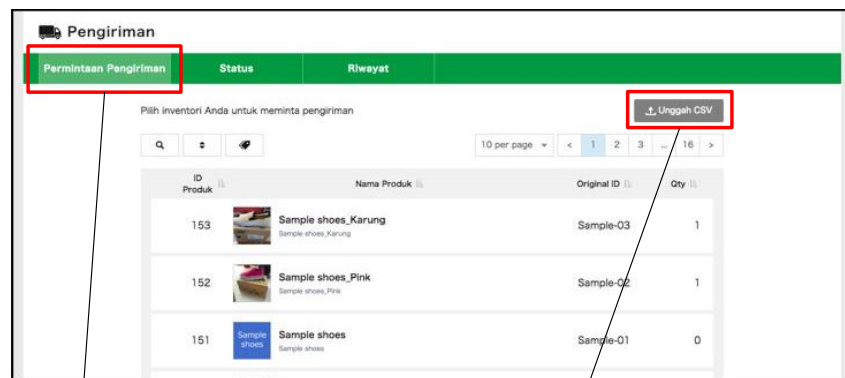 Pengiriman
Permintaan Pengiriman Status Riwayat
Pilih inventori Anda untuk meminta pengiriman Unggah CSV
10 per page < 1 2 3 ... 16 >
ID Produk Nama Produk Original ID Qty
153 Sample shoes_Karung Sample-03 1
Sample shoes_Karung
152 Sample shoes_Pink Sample-02 1
Sample shoes_Pink
151 Sample shoes Sample shoes Sample-01 0
Sample shoes